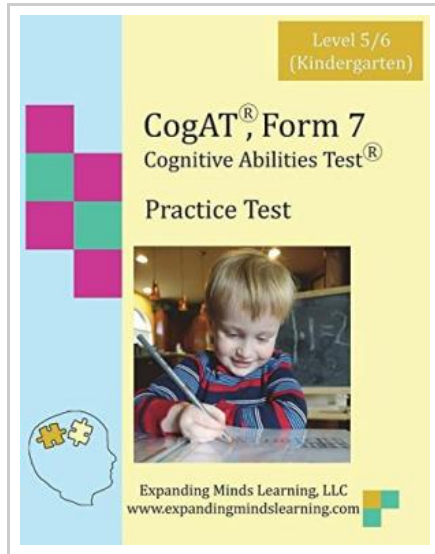 Level 5/6
(Kindergarten)
CogAT®, Form 7
Cognitive Abilities Test®
Practice Test
Expanding Minds Learning, LLC
www.expandingmindslearning.com